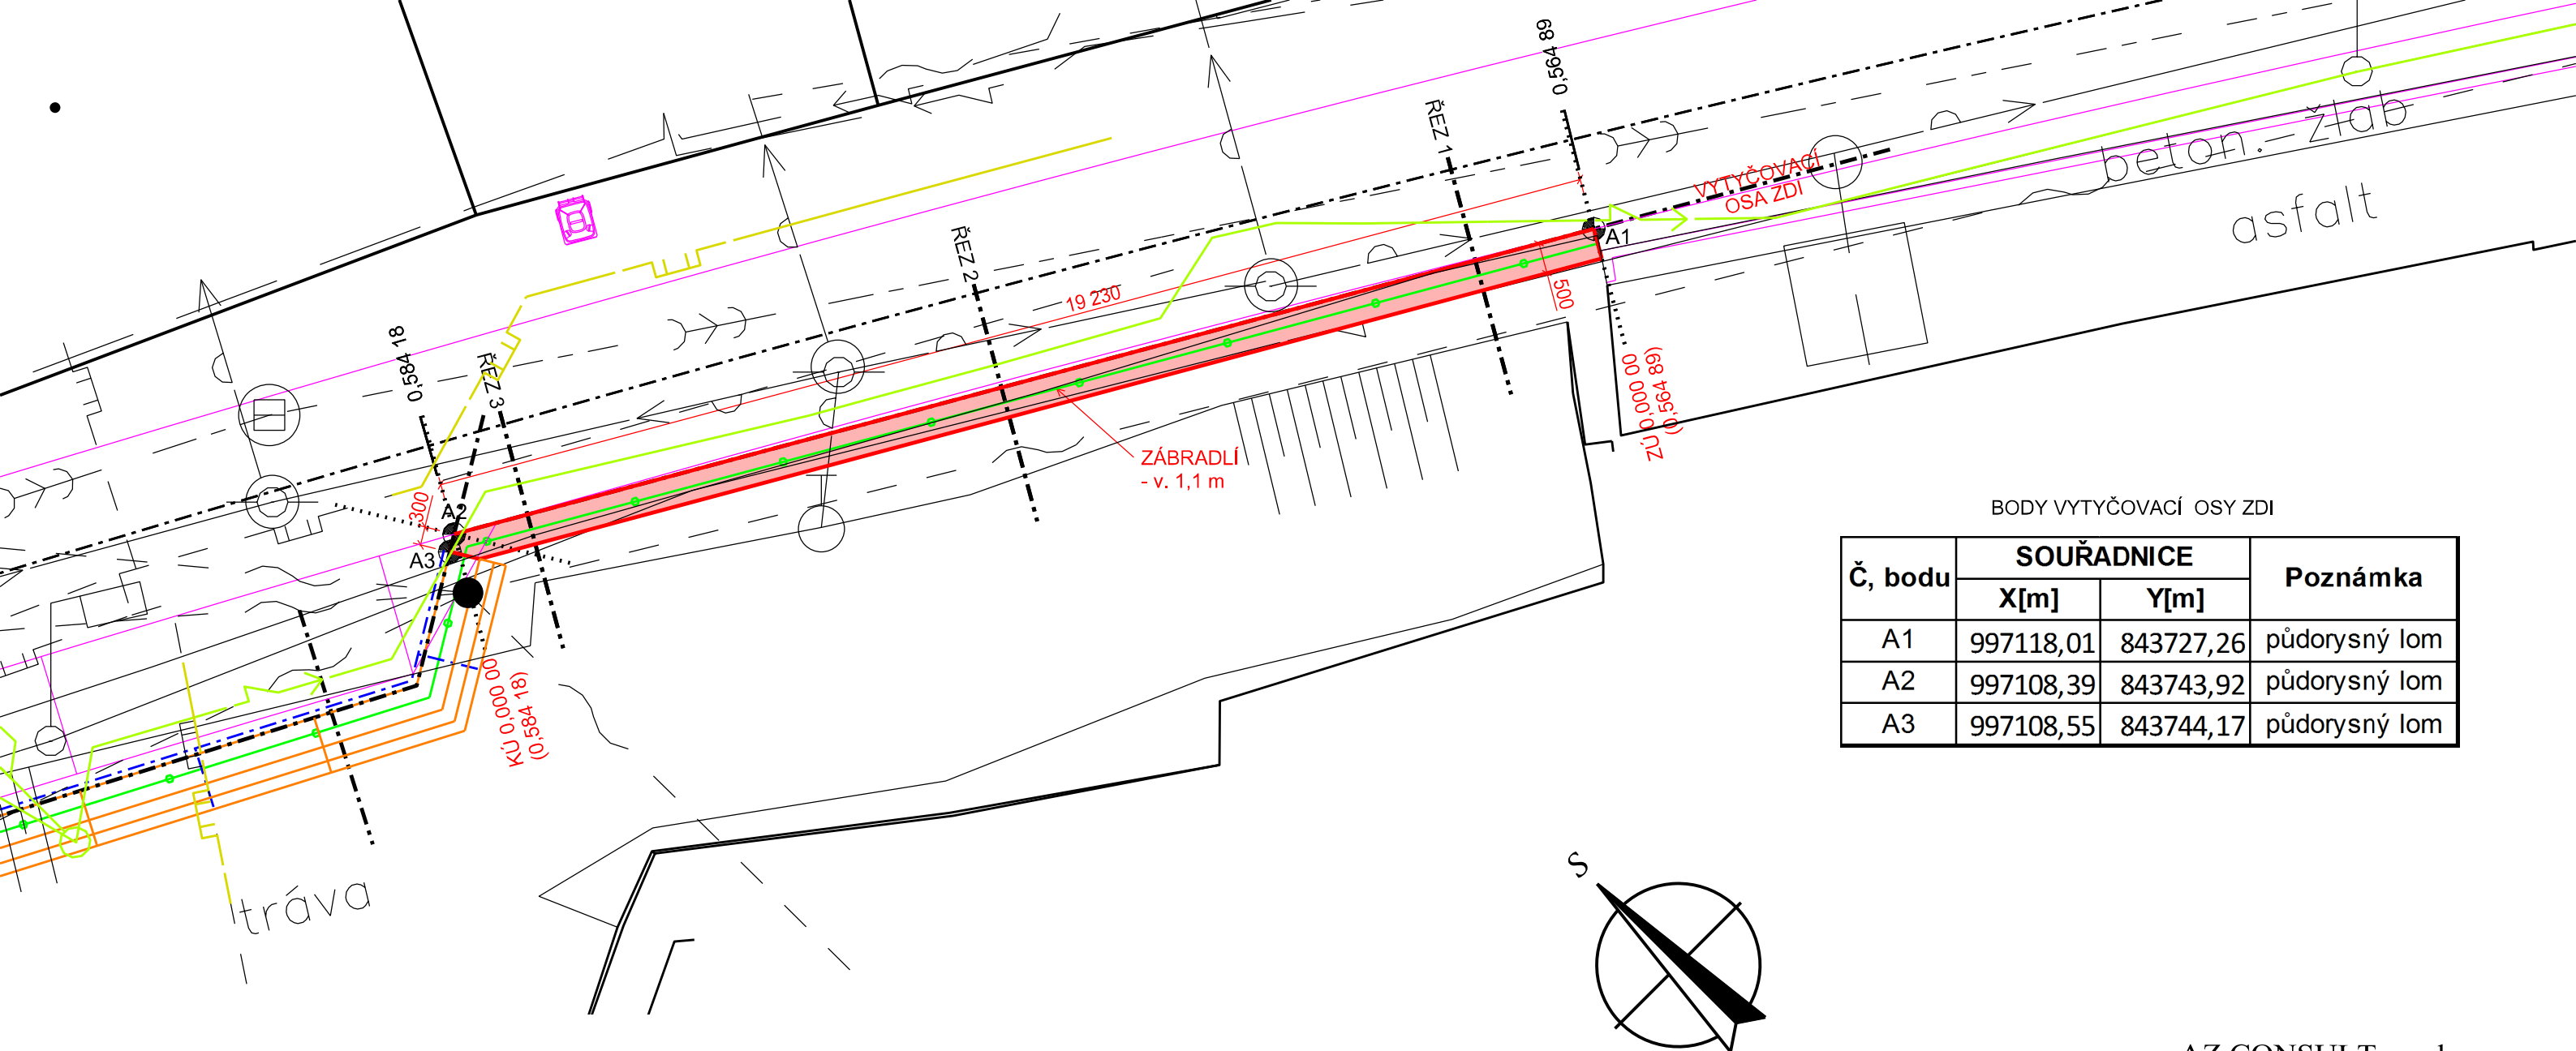 0,564 89
ŘEZ 1
VYTYČOVACÍ
OSA ZDI
beton. žlab
asfalt
A1
ŘEZ 2
19 230
500
0,584 18
ŘEZ 3
ZÚ 0,000 00
(0,564 89)
ZÁBRADLÍ
- v. 1,1 m
300
A2
A3
KÚ 0,000 00
(0,584 18)
tráva
BODY VYTYČOVACÍ OSY ZDI
Č, bodu SOUŘADNICE Poznámka
X[m] Y[m]
A1 997118,01 843727,26 půdorysný lom
A2 997108,39 843743,92 půdorysný lom
A3 997108,55 843744,17 půdorysný lom
S
AZ CONSULT